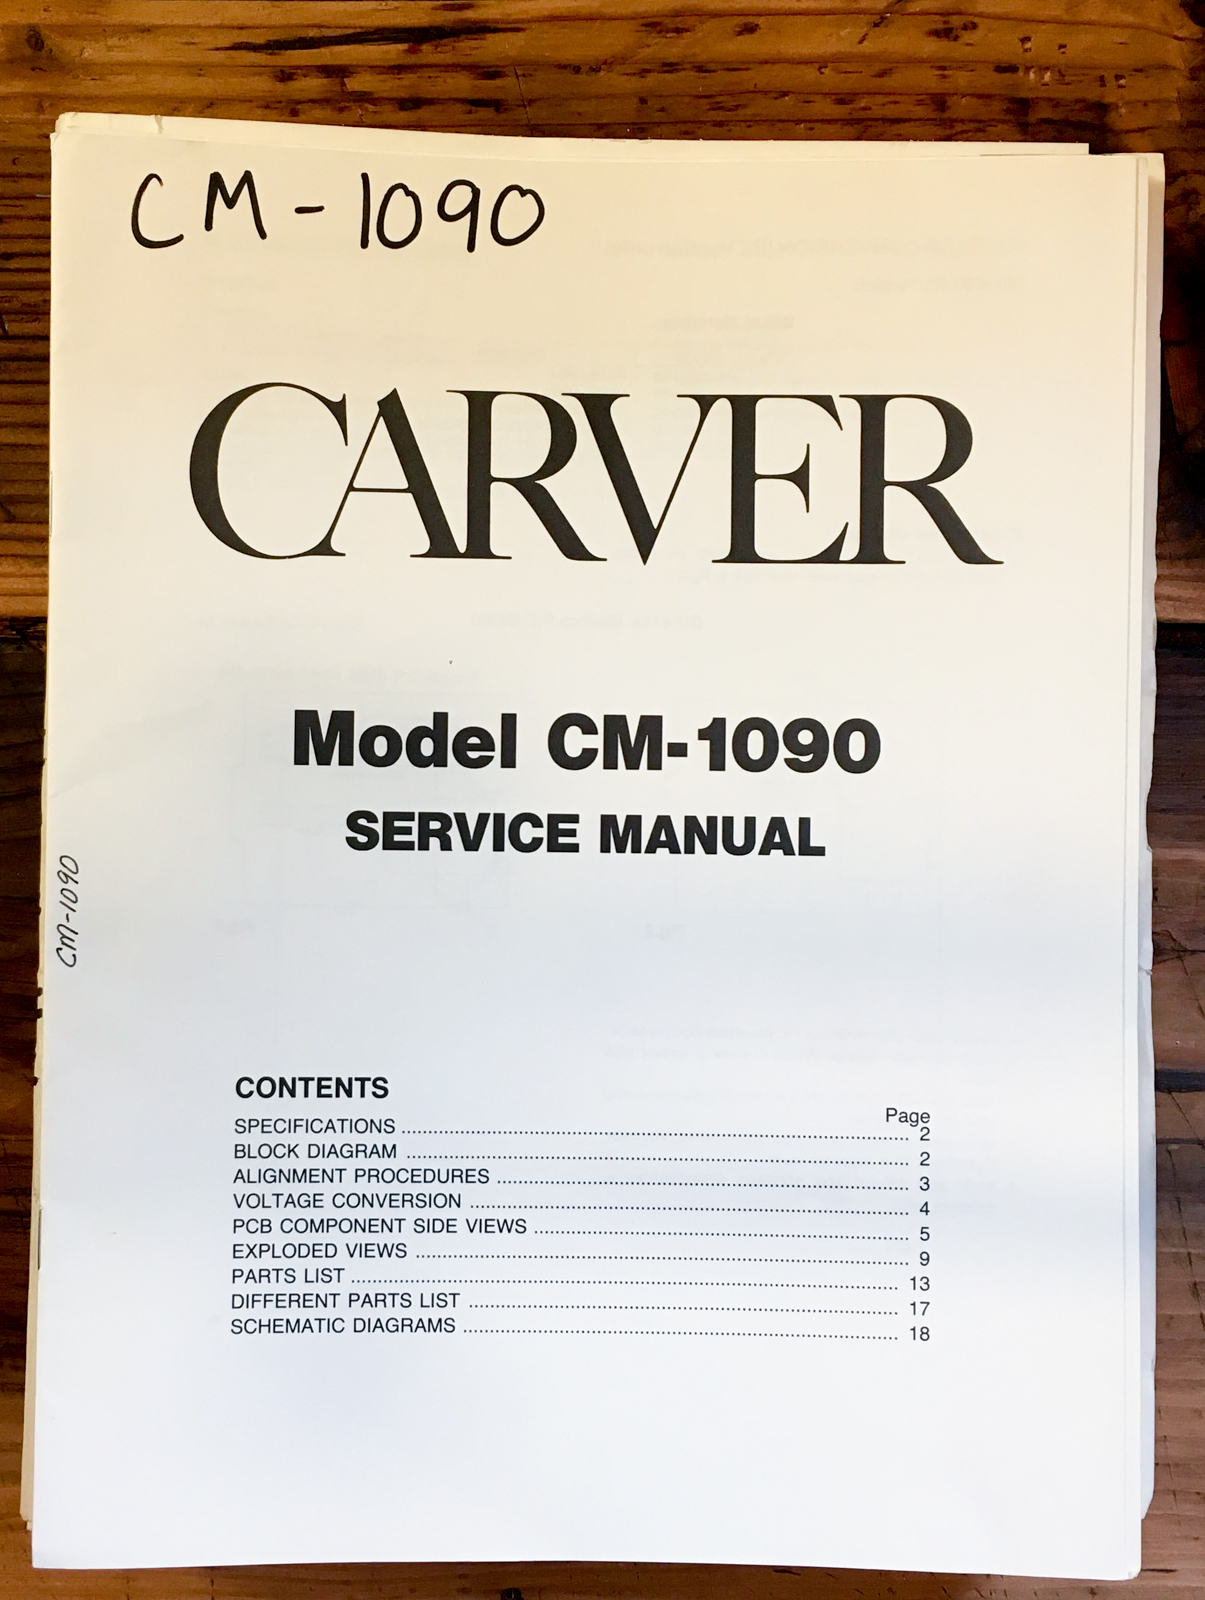 CM-1090
CARVER
Model CM-1090
SERVICE MANUAL
CM-1090
CONTENTS
Page
SPECIFICATIONS ........ 2
BLOCK DIAGRAM ........ 2
ALIGNMENT PROCEDURES ........ 3
VOLTAGE CONVERSION ........ 4
PCB COMPONENT SIDE VIEWS ........ 5
EXPLODED VIEWS ........ 9
PARTS LIST ........ 13
DIFFERENT PARTS LIST ........ 17
SCHEMATIC DIAGRAMS ........ 18